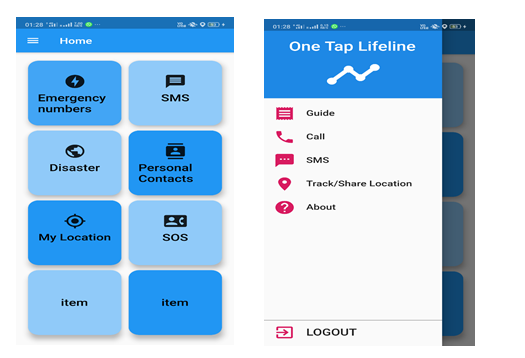 01:28
Home
Emergency
numbers
SMS
Disaster
Personal
Contacts
My Location
SOS
item
item
01:28
One Tap Lifeline
Guide
Call
SMS
Track/Share Location
About
LOGOUT